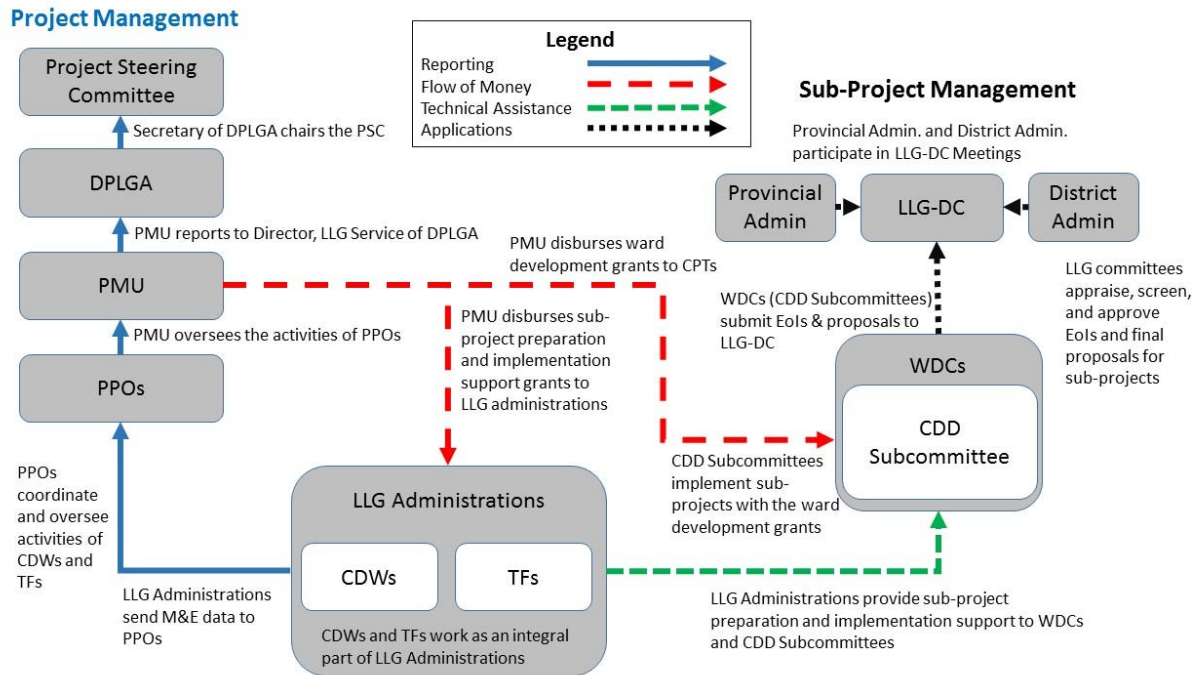 Project Management
Project Steering
Committee
Secretary of DPLGA chairs the PSC
DPLGA
PMU reports to Director, LLG Service of DPLGA
PMU
PMU oversees the activities of PPOs
PPOs
PPOs
coordinate
and oversee
activities of
CDWs and
TFs
LLG Administrations
send M&E data to
PPOs
Legend
Reporting
Flow of Money
Technical Assistance
Applications
PMU disburses ward
development grants to CPTs
PMU disburses sub-
project preparation
and implementation
support grants to
LLG administrations
LLG Administrations
CDWs
TFs
CDWs and TFs work as an integral
part of LLG Administrations
Sub-Project Management
Provincial Admin. and District Admin.
participate in LLG-DC Meetings
Provincial
Admin
LLG-DC
District
Admin
WDCs (CDD Subcommittees)
submit EoIs & proposals to
LLG-DC
LLG committees
appraise, screen,
and approve
EoIs and final
proposals for
sub-projects
WDCs
CDD
Subcommittee
CDD Subcommittees
implement sub-
projects with the ward
development grants
LLG Administrations provide sub-project
preparation and implementation support to WDCs
and CDD Subcommittees